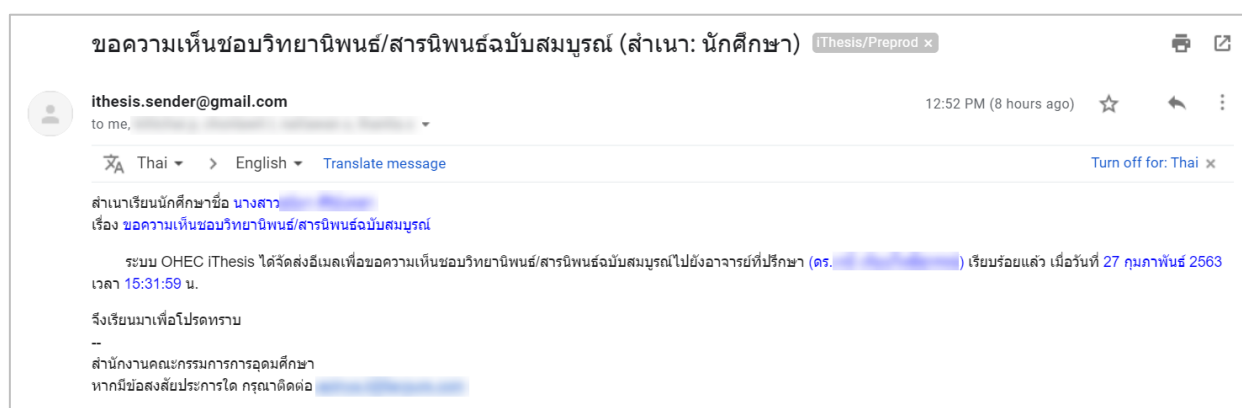 ขอความเห็นชอบวิทยานิพนธ์/สารนิพนธ์ฉบับสมบูรณ์ (สำเนา: นักศึกษา) iThesis/Preprod ×
ithesis.sender@gmail.com 12:52 PM (8 hours ago)
to me,
Thai > English Translate message Turn off for: Thai ×
สำเนาเรียนนักศึกษาชื่อ นางสาว
เรื่อง ขอความเห็นชอบวิทยานิพนธ์/สารนิพนธ์ฉบับสมบูรณ์
ระบบ OHEC iThesis ได้จัดส่งอีเมลเพื่อขอความเห็นชอบวิทยานิพนธ์/สารนิพนธ์ฉบับสมบูรณ์ไปยังอาจารย์ที่ปรึกษา (ดร. ) เรียบร้อยแล้ว เมื่อวันที่ 27 กุมภาพันธ์ 2563
เวลา 15:31:59 น.
จึงเรียนมาเพื่อโปรดทราบ
--
สำนักงานคณะกรรมการการอุดมศึกษา
หากมีข้อสงสัยประการใด กรุณาติดต่อ